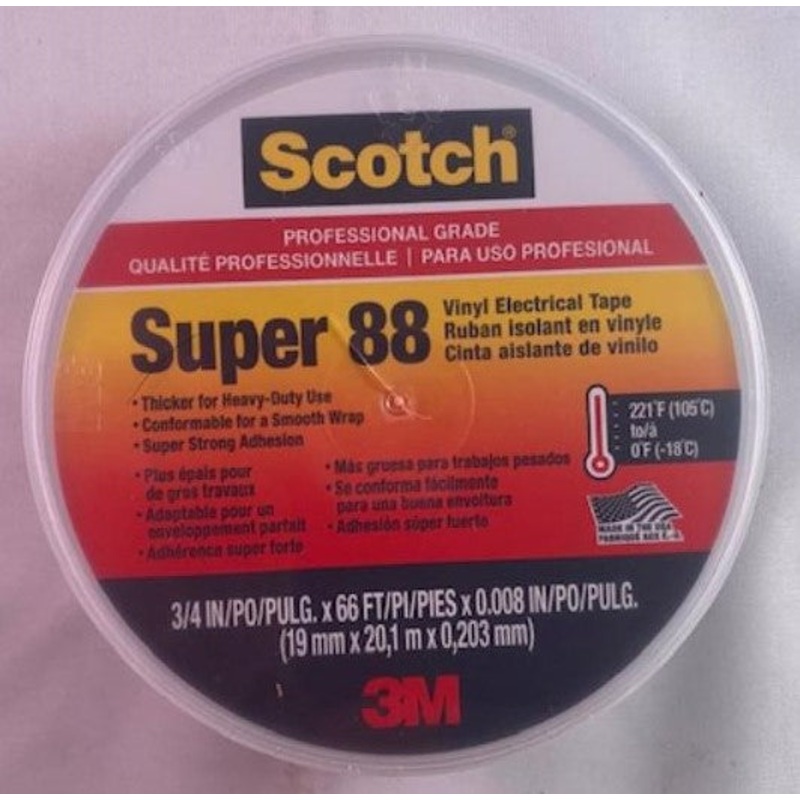 Scotch®
PROFESSIONAL GRADE
QUALITÉ PROFESSIONNELLE | PARA USO PROFESIONAL
Super 88
Vinyl Electrical Tape
Ruban isolant en vinyle
Cinta aislante de vinilo
• Thicker for Heavy-Duty Use
• Conformable for a Smooth Wrap
• Super Strong Adhesion
• Plus épais pour
de gros travaux
• Adaptable pour un
enveloppement parfait
• Adhérence super forte
• Más gruesa para trabajos pesados
• Se conforma fácilmente
para una buena envoltura
• Adhesión súper fuerte
221°F (105°C)
to/à
0°F (-18°C)
MADE IN THE USA
FABRIQUÉ AUX É.-U.
3/4 IN/PO/PULG. x 66 FT/PI/PIES x 0.008 IN/PO/PULG.
(19 mm x 20,1 m x 0,203 mm)
3M